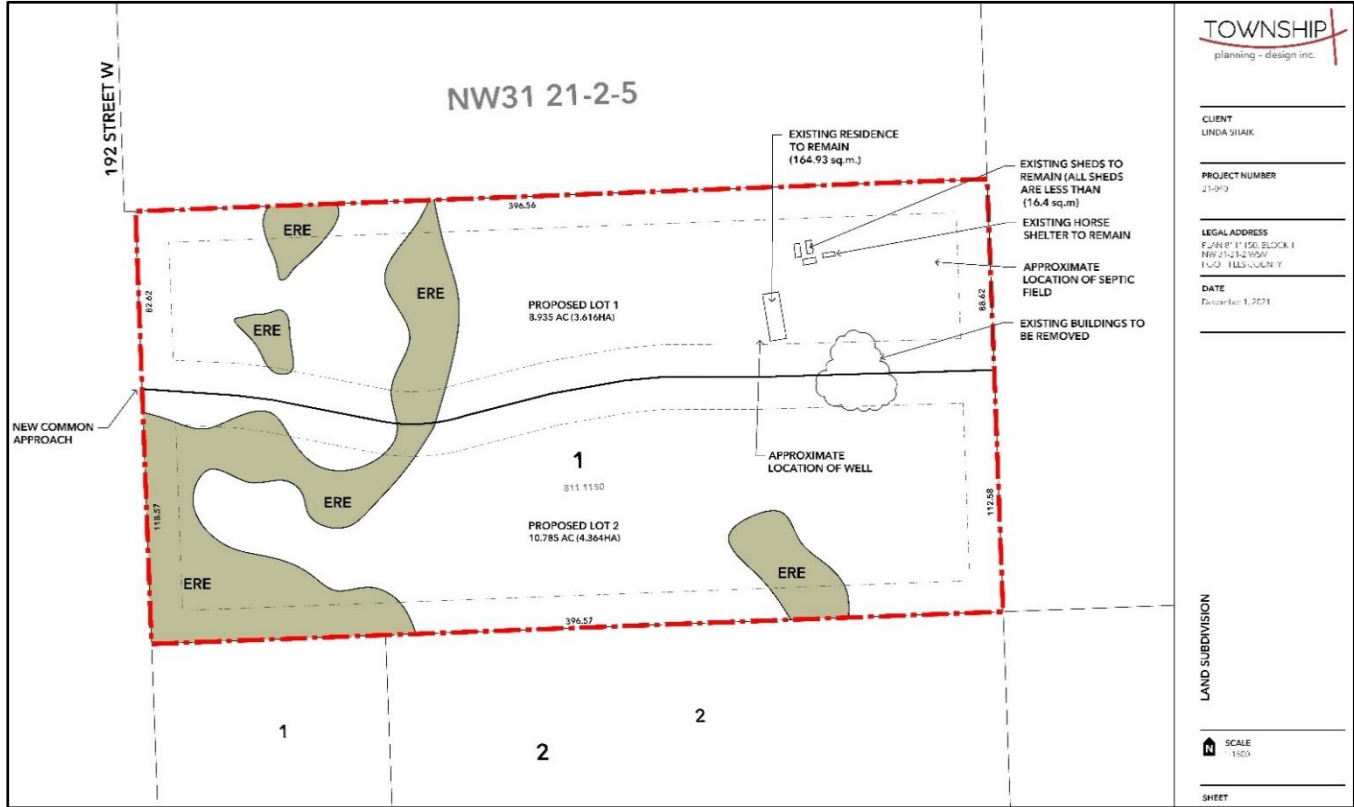 192 STREET W
NW31 21-2-5
EXISTING RESIDENCE
TO REMAIN
(164.93 sq.m.)
EXISTING SHEDS TO
REMAIN (ALL SHEDS
ARE LESS THAN
(16.4 sq.m)
EXISTING HORSE
SHELTER TO REMAIN
APPROXIMATE
LOCATION OF SEPTIC
FIELD
EXISTING BUILDINGS TO
BE REMOVED
396.56
ERE
ERE
ERE
82.62
88.62
PROPOSED LOT 1
8.935 AC (3.616HA)
NEW COMMON
APPROACH
APPROXIMATE
LOCATION OF WELL
1
811 1150
PROPOSED LOT 2
10.785 AC (4.364HA)
118.57
112.58
ERE
ERE
ERE
396.57
1
2
2
TOWNSHIP
planning - design inc.
CLIENT
LINDA SHAIK
PROJECT NUMBER
21-040
LEGAL ADDRESS
DATE
December 1, 2021
LAND SUBDIVISION
N
SCALE
SHEET